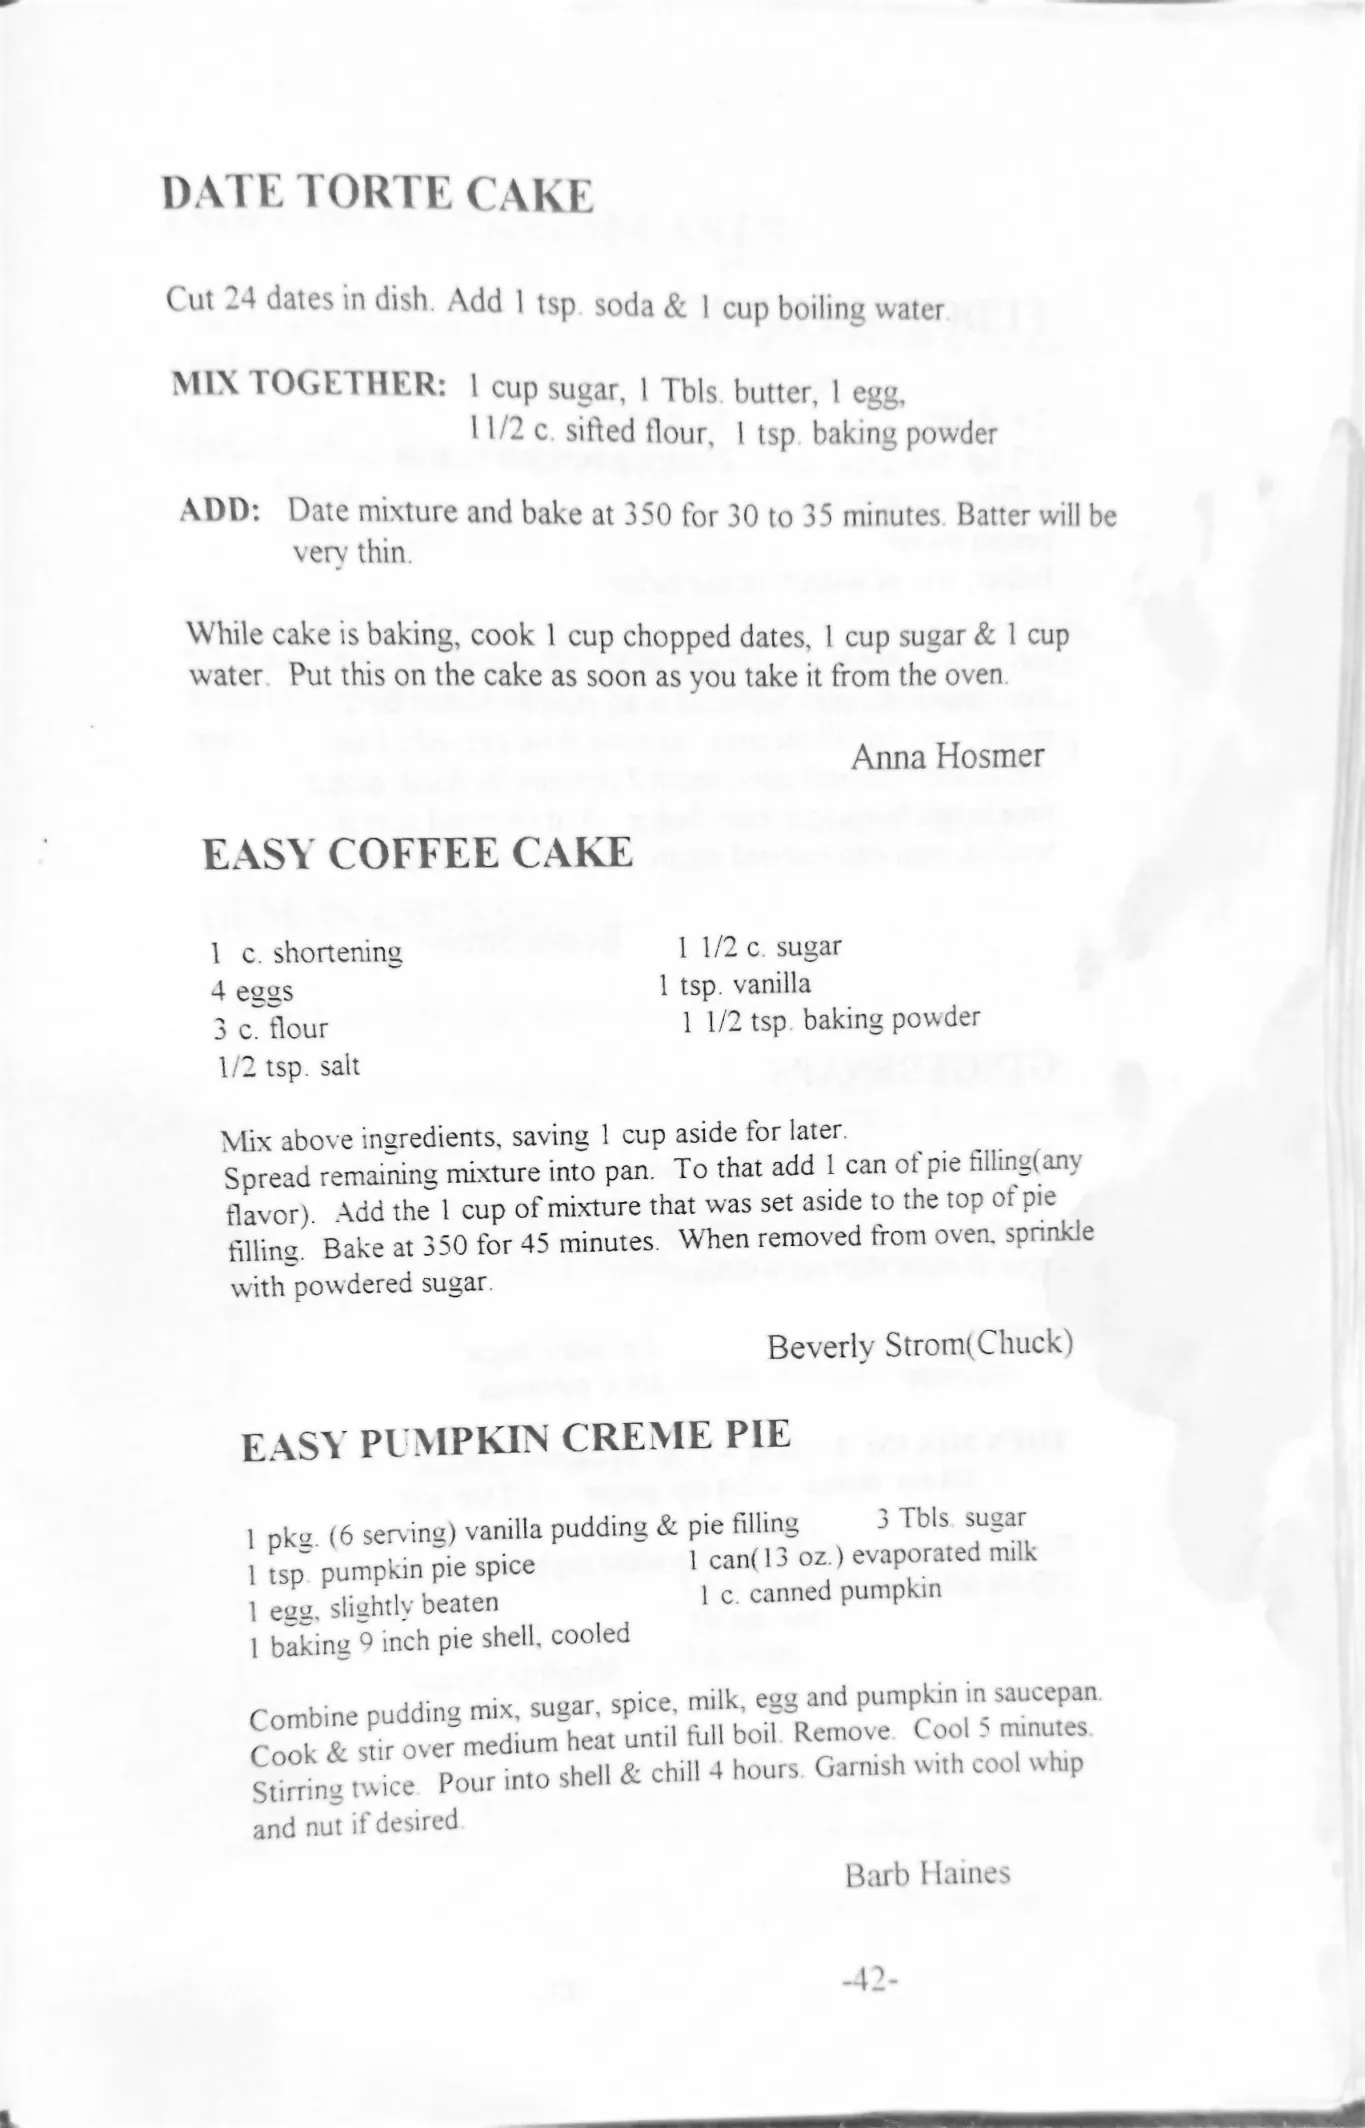 DATE TORTE CAKE
Cut 24 dates in dish. Add 1 tsp. soda & 1 cup boiling water.
MIX TOGETHER: 1 cup sugar, 1 Tbls. butter, 1 egg,
1 1/2 c. sifted flour, 1 tsp. baking powder
ADD: Date mixture and bake at 350 for 30 to 35 minutes. Batter will be
very thin.
While cake is baking, cook 1 cup chopped dates, 1 cup sugar & 1 cup
water. Put this on the cake as soon as you take it from the oven.
Anna Hosmer
EASY COFFEE CAKE
1 c. shortening 1 1/2 c. sugar
4 eggs 1 tsp. vanilla
3 c. flour 1 1/2 tsp. baking powder
1/2 tsp. salt
Mix above ingredients, saving 1 cup aside for later.
Spread remaining mixture into pan. To that add 1 can of pie filling(any
flavor). Add the 1 cup of mixture that was set aside to the top of pie
filling. Bake at 350 for 45 minutes. When removed from oven, sprinkle
with powdered sugar.
Beverly Strom(Chuck)
EASY PUMPKIN CREME PIE
1 pkg. (6 serving) vanilla pudding & pie filling 3 Tbls. sugar
1 tsp. pumpkin pie spice 1 can(13 oz.) evaporated milk
1 egg, slightly beaten 1 c. canned pumpkin
1 baking 9 inch pie shell, cooled
Combine pudding mix, sugar, spice, milk, egg and pumpkin in saucepan.
Cook & stir over medium heat until full boil. Remove. Cool 5 minutes.
Stirring twice. Pour into shell & chill 4 hours. Garnish with cool whip
and nut if desired.
Barb Haines
-42-